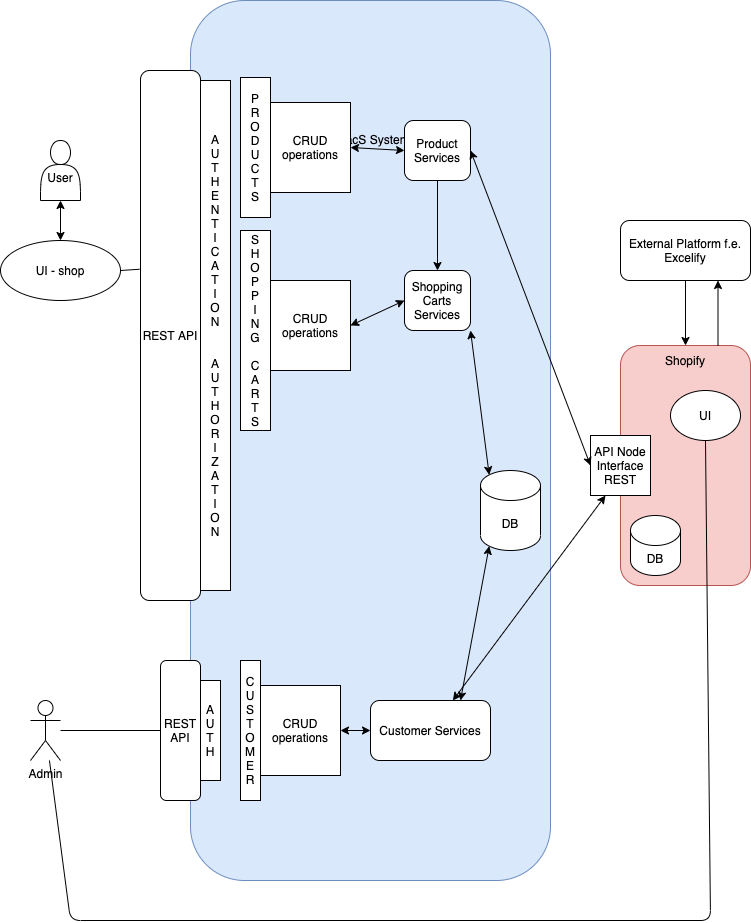 User
UI - shop
REST API
AUTHENTICATION AUTHORIZATION
PRODUCTS
CRUD
operations
Product
Services
SHOPPING CARTS
CRUD
operations
Shopping
Carts
Services
DB
External Platform f.e.
Excelify
Shopify
UI
API Node
Interface
REST
DB
Admin
REST
API
AUTH
CUSTOMER
CRUD
operations
Customer Services